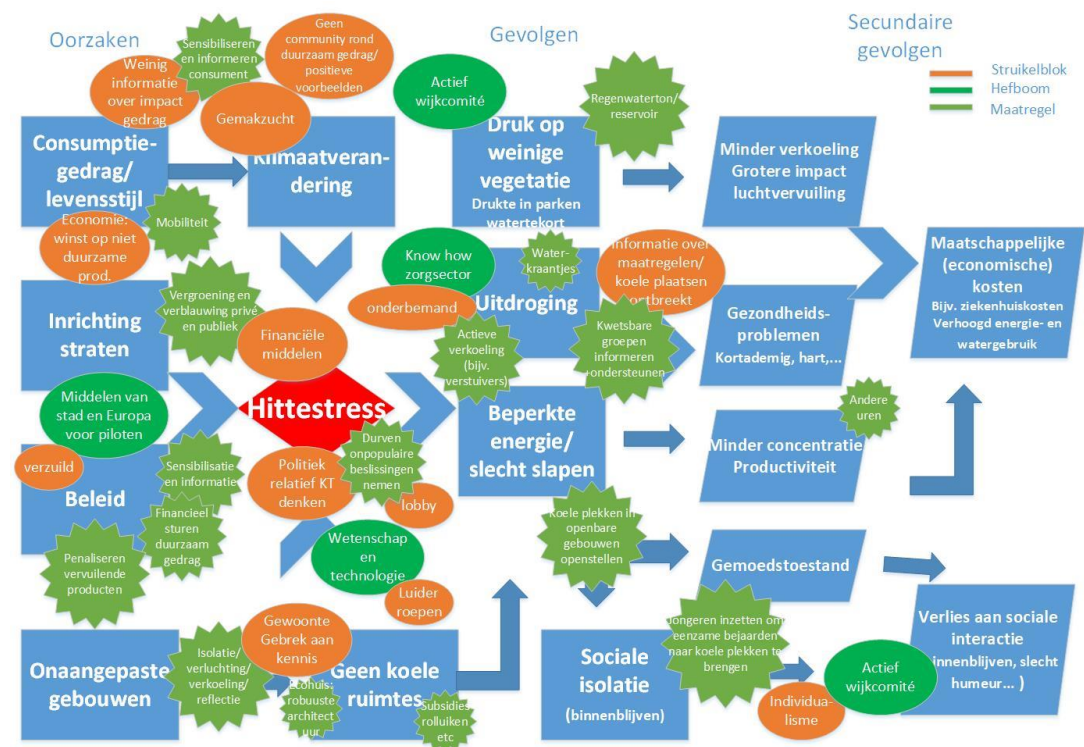 Oorzaken
Gevolgen
Secundaire
gevolgen
Struikelblok
Hefboom
Maatregel
Weinig
informatie
over impact
gedrag
Sensibiliseren
en informeren
consument
Geen
community rond
duurzaam gedrag/
positieve
voorbeelden
Gemakzucht
Actief
wijkcomité
Regenwaterton/
reservoir
Consumptie-
gedrag/
levensstijl
Klimaatveran-
dering
Druk op
weinige
vegetatie
Drukte in parken
watertekort
Minder verkoeling
Grotere impact
luchtvervuiling
Economie:
winst op niet
duurzame
prod.
Mobiliteit
Know how
zorgsector
Water-
kraantjes
Informatie over
maatregelen/
koele plaatsen
ontbreekt
Maatschappelijke
(economische)
kosten
Bijv. ziekenhuiskosten
Verhoogd energie- en
watergebruik
Inrichting
straten
Vergroening en
verblauwing privé
en publiek
Financiële
middelen
onderbemand
Uitdroging
Actieve
verkoeling
(bijv.
verstuivers)
Kwetsbare
groepen
informeren
+ondersteunen
Gezondheids-
problemen
Kortademig, hart,...
Middelen van
stad en Europa
voor piloten
Hittestress
Beperkte
energie/
slecht slapen
Andere
uren
Minder concentratie
Productiviteit
verzuild
Beleid
Sensibilisatie
en informatie
Financieel
sturen
duurzaam
gedrag
Penaliseren
vervuilende
producten
Politiek
relatief KT
denken
Durven
onpopulaire
beslissingen
nemen
lobby
Wetenschap
en
technologie
Luider
roepen
Koele plekken in
openbare
gebouwen
openstellen
Gemoedstoestand
Onaangepaste
gebouwen
Isolatie/
verluchting/
verkoeling/
reflectie
Gewoonte
Gebrek aan
kennis
Geen koele
ruimtes
Ecohuis:
robuuste
architect
uur
Subsidies
rolluiken
etc
Sociale
isolatie
(binnenblijven)
Jongeren inzetten om
eenzame bejaarden
naar koele plekken te
brengen
Individua-
lisme
Actief
wijkcomité
Verlies aan sociale
interactie
innenblijven, slecht
humeur... )